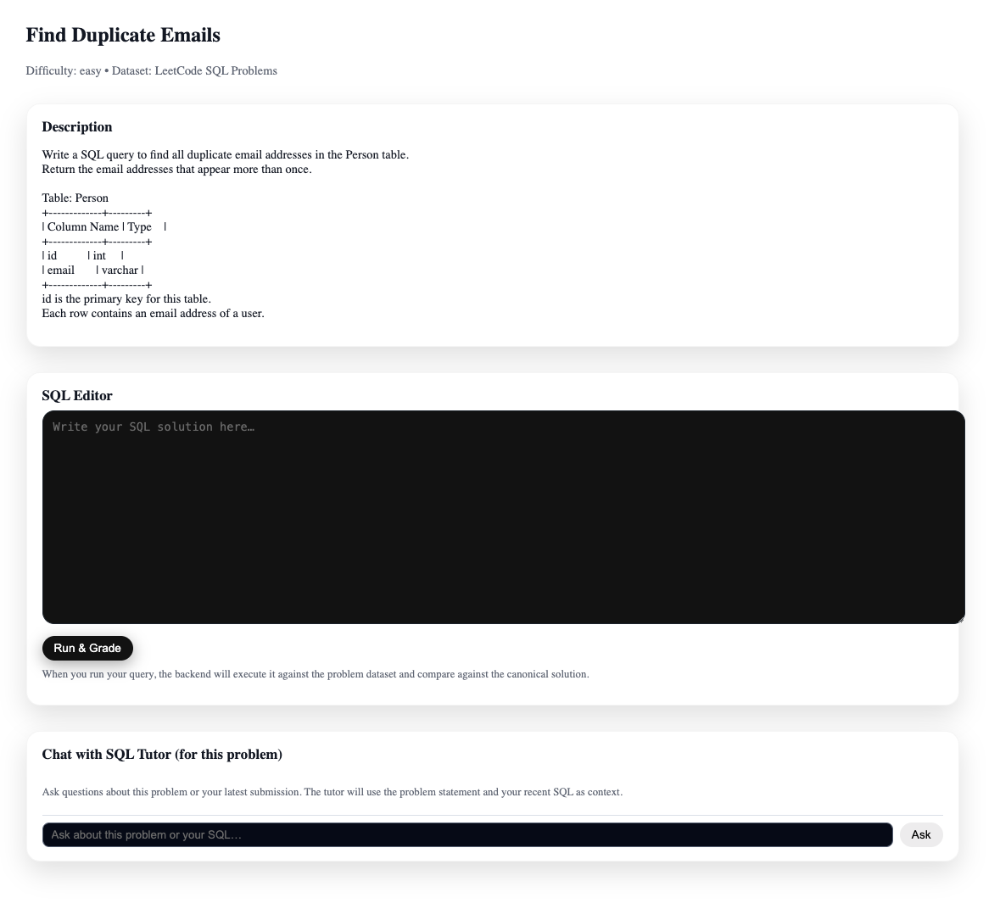 Find Duplicate Emails
Difficulty: easy • Dataset: LeetCode SQL Problems
Description
Write a SQL query to find all duplicate email addresses in the Person table.
Return the email addresses that appear more than once.
Table: Person
+-------------+---------+
| Column Name | Type    |
+-------------+---------+
| id          | int     |
| email       | varchar |
+-------------+---------+
id is the primary key for this table.
Each row contains an email address of a user.
SQL Editor
Write your SQL solution here…
Run & Grade
When you run your query, the backend will execute it against the problem dataset and compare against the canonical solution.
Chat with SQL Tutor (for this problem)
Ask questions about this problem or your latest submission. The tutor will use the problem statement and your recent SQL as context.
Ask about this problem or your SQL…
Ask